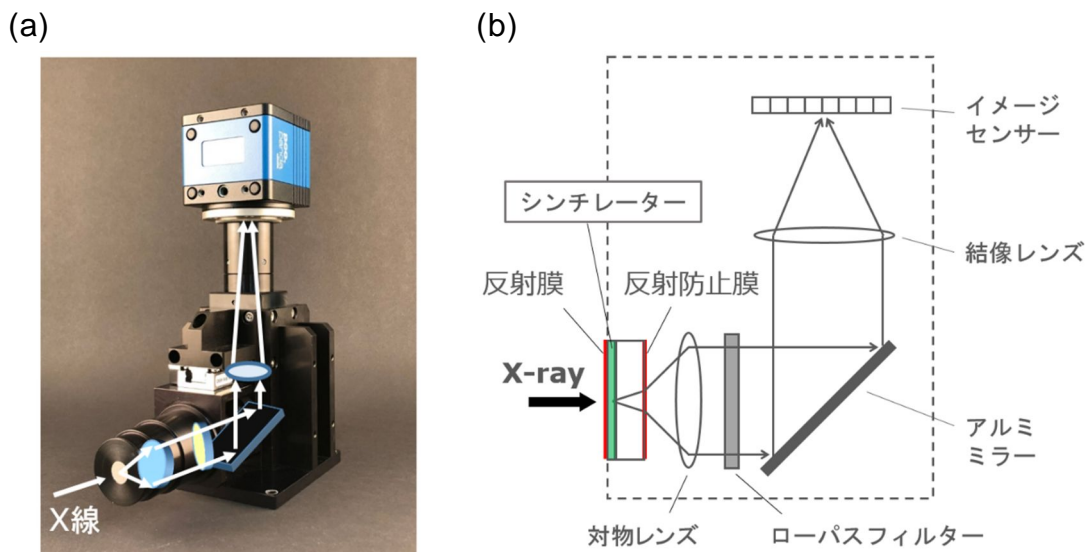 (a)
(b)
pco.
X線
イメージ
センサー
シンチレーター
結像レンズ
反射膜
反射防止膜
X-ray
アルミ
ミラー
対物レンズ
ローパスフィルター